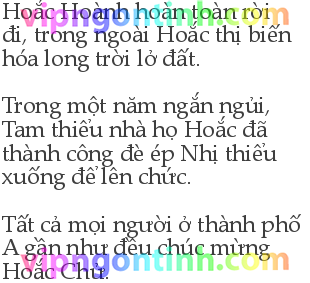 Hoắc Hoành hoàn toàn rời
đi, trong ngoài Hoắc thị biến
hóa long trời lở đất.
Trong một năm ngắn ngủi,
Tam thiếu nhà họ Hoắc đã
thành công đè ép Nhị thiếu
xuống để lên chức.
Tất cả mọi người ở thành phố
A gần như đều chúc mừng
Hoắc Chử.
vipngontinh.com
vipngontinh.com